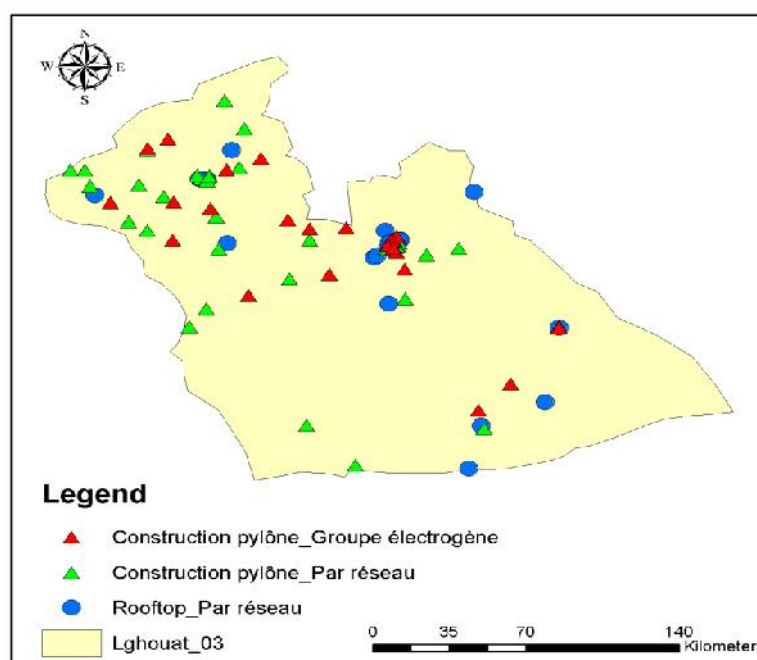 N
W E
S
Legend
Construction pylône_Groupe électrogène
Construction pylône_Par réseau
Rooftop_Par réseau
Lghouat_03
0 35 70 140
Kilometer